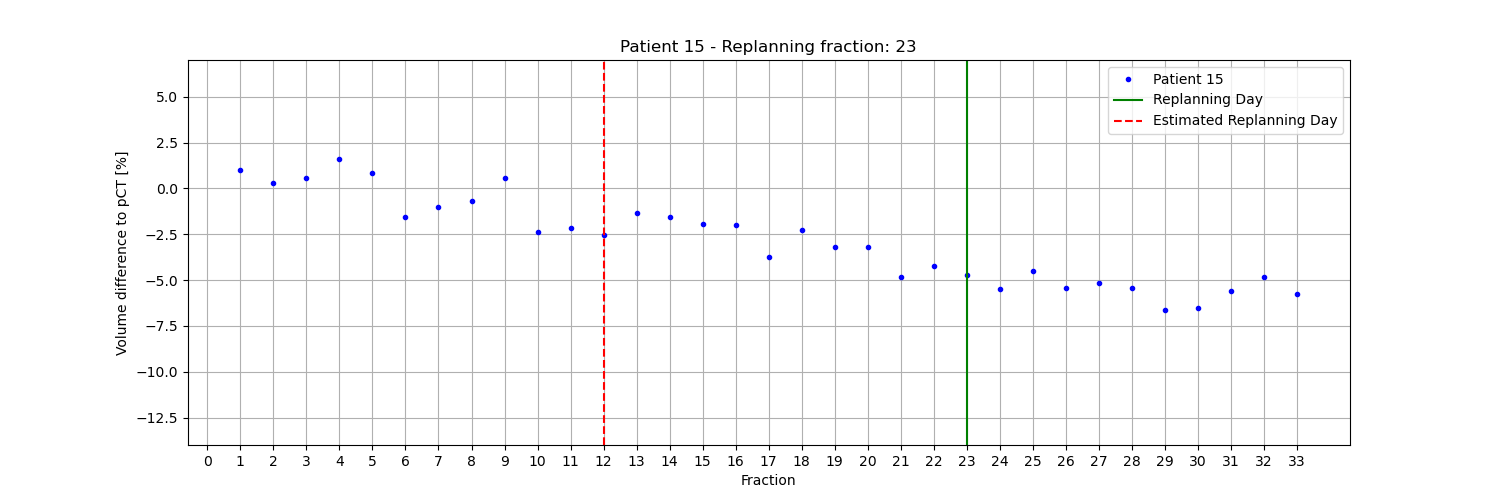 Patient 15 - Replanning fraction: 23
Patient 15
Replanning Day
Estimated Replanning Day
Volume difference to pCT [%]
5.0
2.5
0.0
−2.5
−5.0
−7.5
−10.0
−12.5
0 1 2 3 4 5 6 7 8 9 10 11 12 13 14 15 16 17 18 19 20 21 22 23 24 25 26 27 28 29 30 31 32 33
Fraction